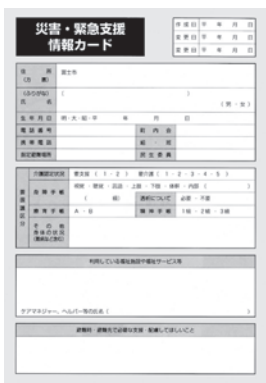 災害・緊急支援
情報カード
作成日 平 年 月 日
変更日 平 年 月 日
変更日 平 年 月 日
住所 富士市
(方書)
(ふりがな) ( )
氏名 (男・女)
生年月日 明・大・昭・平 年 月 日
電話番号 町内会
携帯電話 組・班
指定避難場所 民生委員
要援護区分
介護認定状況 要支援 (1・2) 要介護 (1・2・3・4・5)
身障手帳 視覚・聴覚・言語・上肢・下肢・体幹・内部 ( )
( 級) 透析について 必要・不要
療育手帳 A・B 精神手帳 1級・2級・3級
その他
身体の状況
利用している福祉施設や福祉サービス等
ケアマネジャー、ヘルパー等の氏名 ( )
避難時・避難先で必要な支援・配慮してほしいこと